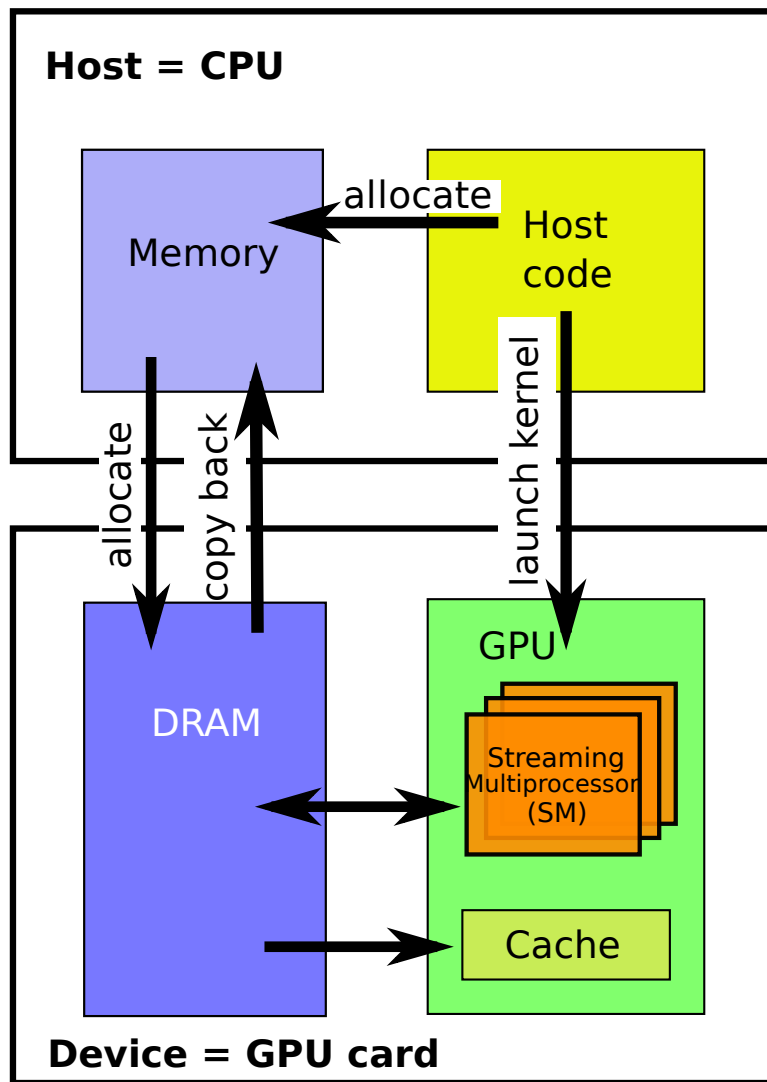 Host = CPU
allocate
Memory
Host
code
allocate
copy back
launch kernel
GPU
DRAM
Streaming
Multiprocessor
(SM)
Cache
Device = GPU card